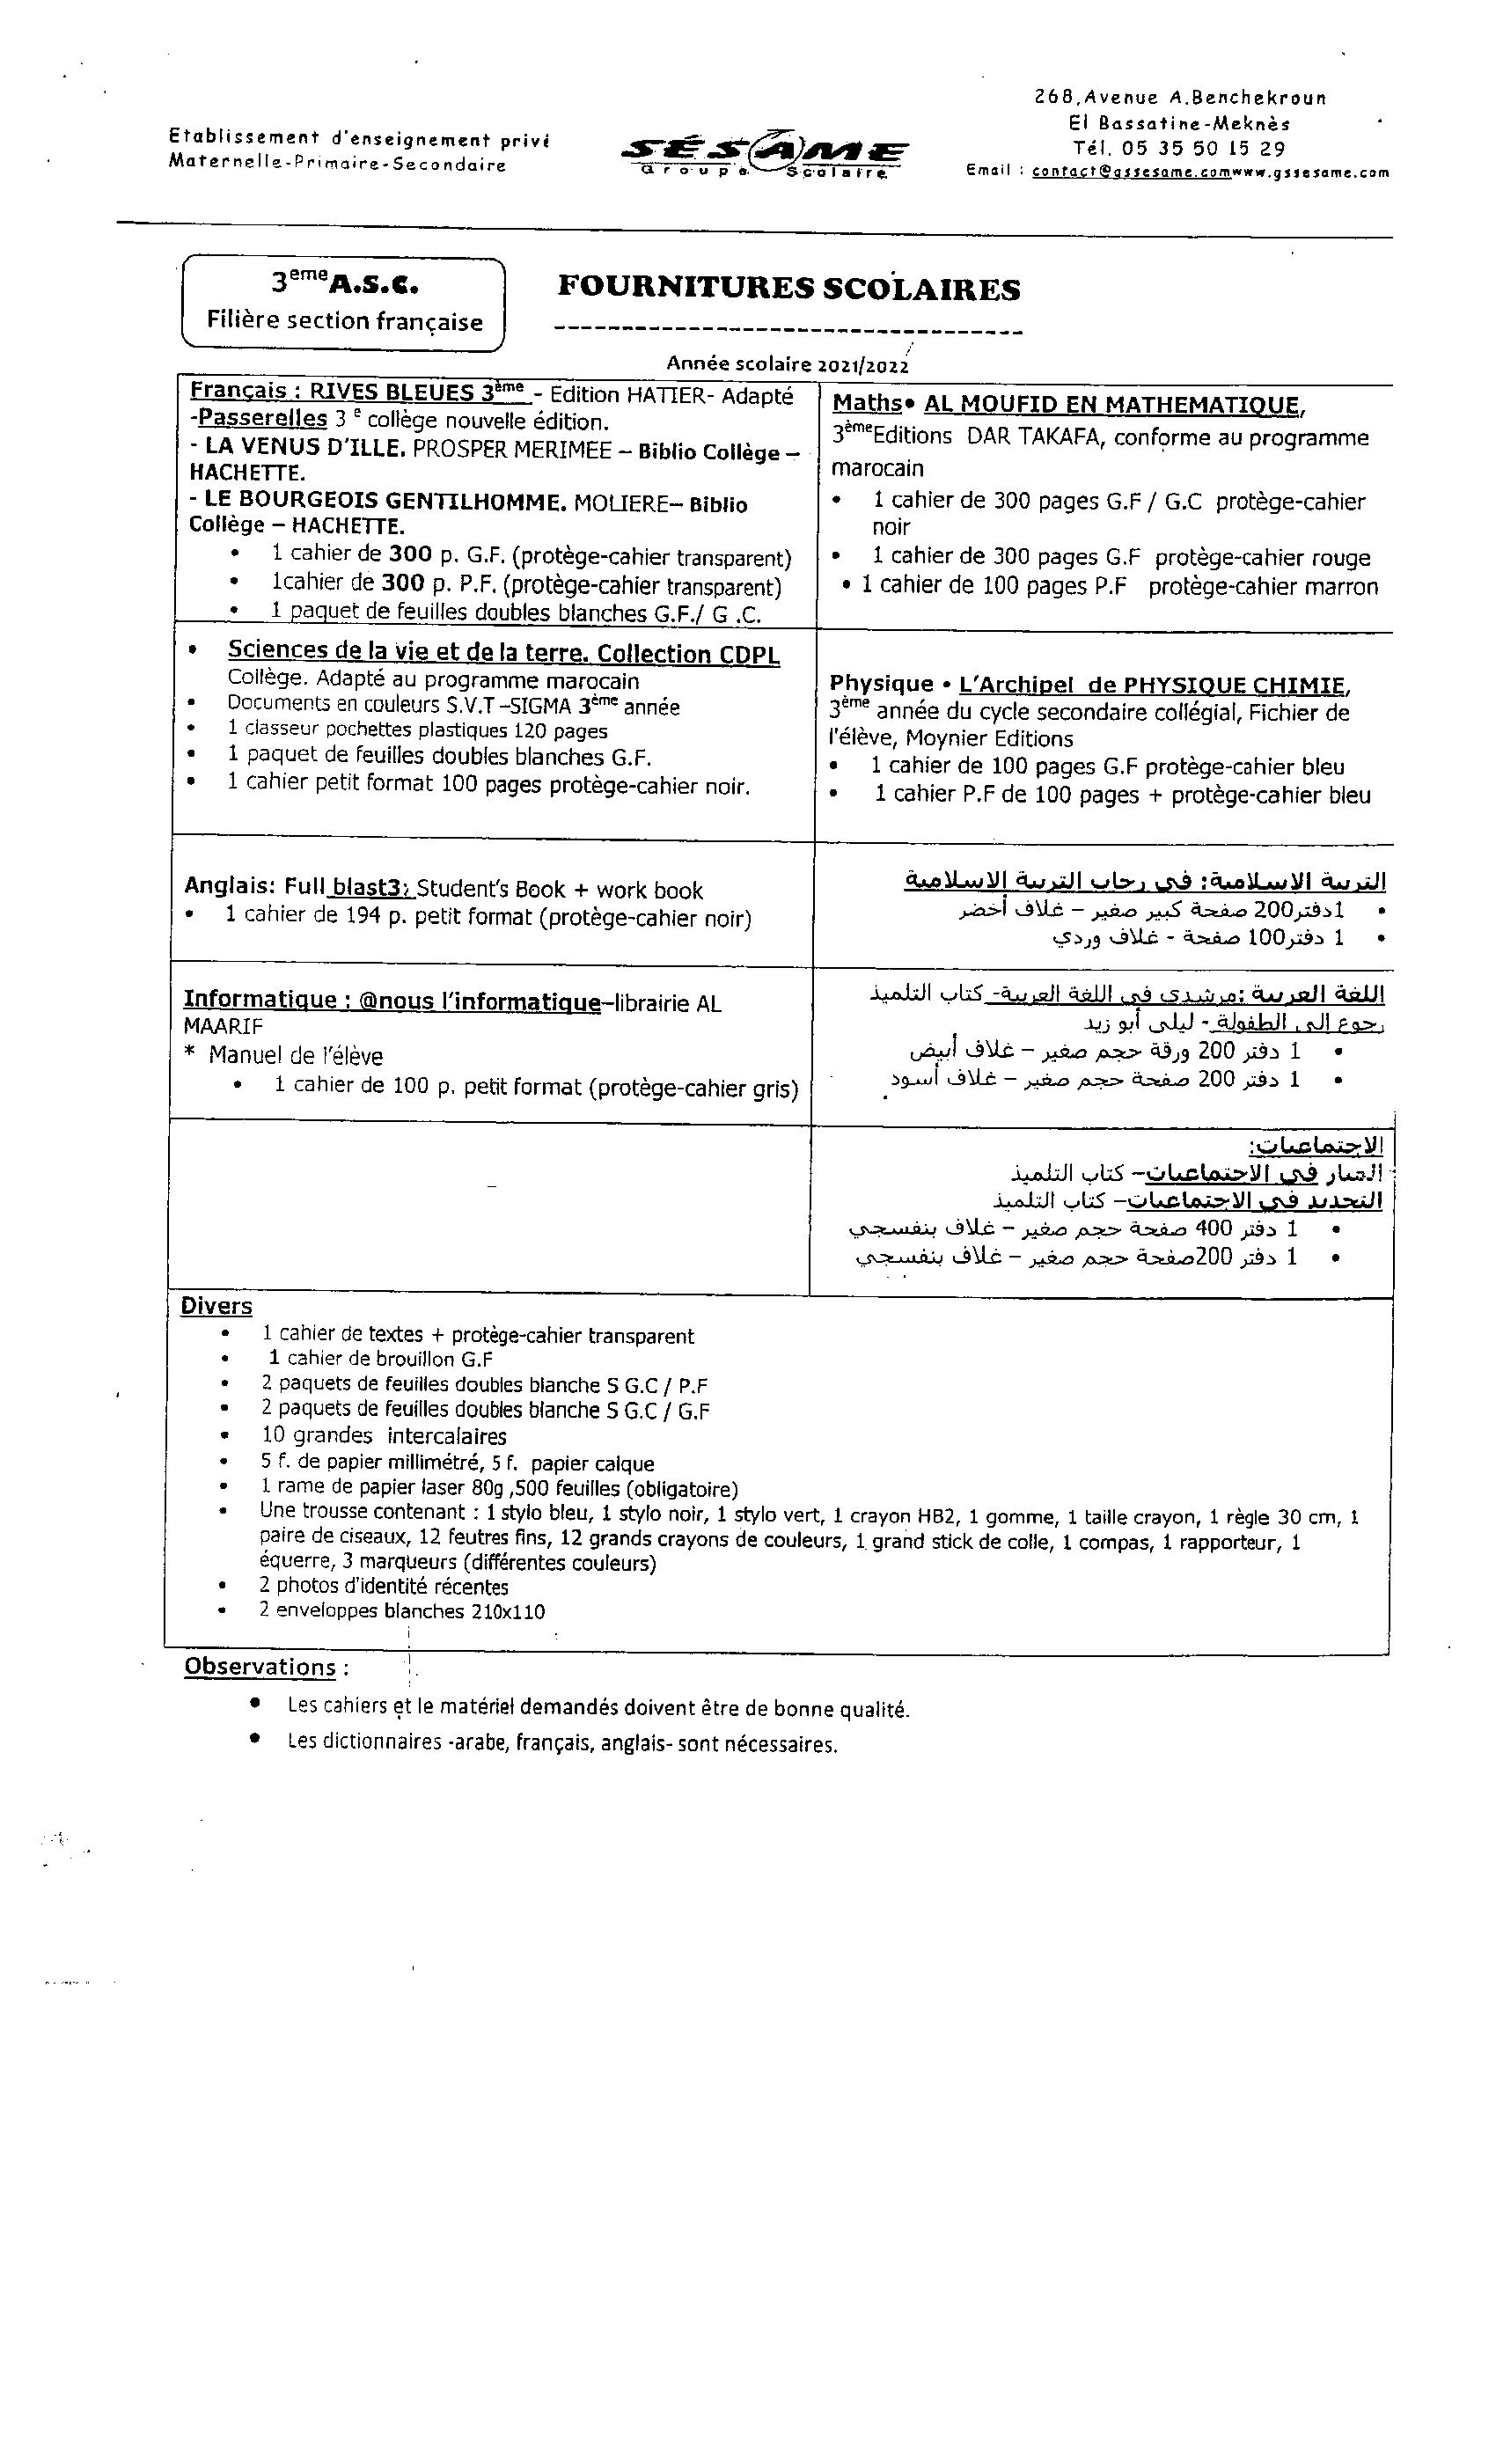 Etablissement d'enseignement privé
Maternelle-Primaire-Secondaire
SÉSAME
Groupe Scolaire
268,Avenue A.Benchekroun
El Bassatine-Meknès
Tél. 05 35 50 15 29
Email : contact@gssesame.comwww.gssesame.com
3eme A.S.C.
Filière section française
FOURNITURES SCOLAIRES
-----------------------------------
Année scolaire 2021/2022
Français : RIVES BLEUES 3ème - Edition HATIER- Adapté
-Passerelles 3 e collège nouvelle édition.
- LA VENUS D'ILLE. PROSPER MERIMEE – Biblio Collège –
HACHETTE.
- LE BOURGEOIS GENTILHOMME. MOLIERE– Biblio
Collège – HACHETTE.
• 1 cahier de 300 p. G.F. (protège-cahier transparent)
• 1cahier de 300 p. P.F. (protège-cahier transparent)
• 1 paquet de feuilles doubles blanches G.F./ G .C.
Maths• AL MOUFID EN MATHEMATIQUE,
3èmeEditions DAR TAKAFA, conforme au programme
marocain
• 1 cahier de 300 pages G.F / G.C protège-cahier
noir
• 1 cahier de 300 pages G.F protège-cahier rouge
• 1 cahier de 100 pages P.F protège-cahier marron
• Sciences de la vie et de la terre. Collection CDPL
Collège. Adapté au programme marocain
• Documents en couleurs S.V.T –SIGMA 3ème année
• 1 classeur pochettes plastiques 120 pages
• 1 paquet de feuilles doubles blanches G.F.
• 1 cahier petit format 100 pages protège-cahier noir.
Physique • L'Archipel de PHYSIQUE CHIMIE,
3ème année du cycle secondaire collégial, Fichier de
l'élève, Moynier Editions
• 1 cahier de 100 pages G.F protège-cahier bleu
• 1 cahier P.F de 100 pages + protège-cahier bleu
Anglais: Full blast3: Student's Book + work book
• 1 cahier de 194 p. petit format (protège-cahier noir)
التربية الاسلامية: في رحاب التربية الاسلامية
• 1دفتر200 صفحة كبير صغير – غلاف أخضر
• 1 دفتر100 صفحة - غلاف وردي
Informatique : @nous l'informatique–librairie AL
MAARIF
* Manuel de l'élève
• 1 cahier de 100 p. petit format (protège-cahier gris)
اللغة العربية :مرشدي في اللغة العربية- كتاب التلميذ
رجوع إلى الطفولة - ليلى أبو زيد
• 1 دفتر 200 ورقة حجم صغير – غلاف أبيض
• 1 دفتر 200 صفحة حجم صغير – غلاف أسود
–
الاجتماعيات:
المنار في الاجتماعيات– كتاب التلميذ
التجديد في الاجتماعيات– كتاب التلميذ
• 1 دفتر 400 صفحة حجم صغير – غلاف بنفسجي
• 1 دفتر 200صفحة حجم صغير – غلاف بنفسجي
Divers
• 1 cahier de textes + protège-cahier transparent
• 1 cahier de brouillon G.F
• 2 paquets de feuilles doubles blanche S G.C / P.F
• 2 paquets de feuilles doubles blanche S G.C / G.F
• 10 grandes intercalaires
• 5 f. de papier millimétré, 5 f. papier calque
• 1 rame de papier laser 80g ,500 feuilles (obligatoire)
• Une trousse contenant : 1 stylo bleu, 1 stylo noir, 1 stylo vert, 1 crayon HB2, 1 gomme, 1 taille crayon, 1 règle 30 cm, 1
paire de ciseaux, 12 feutres fins, 12 grands crayons de couleurs, 1 grand stick de colle, 1 compas, 1 rapporteur, 1
équerre, 3 marqueurs (différentes couleurs)
• 2 photos d'identité récentes
• 2 enveloppes blanches 210x110
Observations :
• Les cahiers et le matériel demandés doivent être de bonne qualité.
• Les dictionnaires -arabe, français, anglais- sont nécessaires.